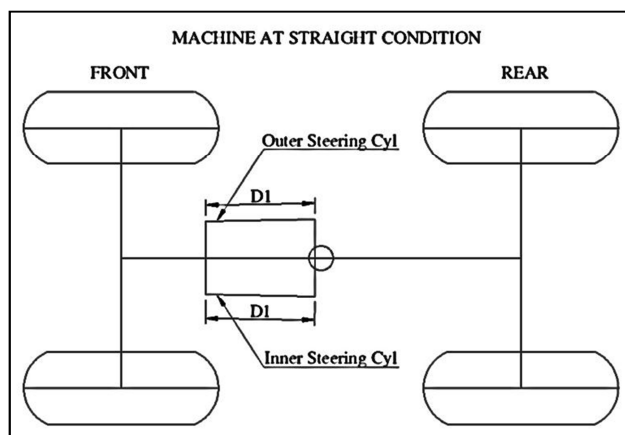 MACHINE AT STRAIGHT CONDITION
FRONT
REAR
Outer Steering Cyl
D1
D1
Inner Steering Cyl